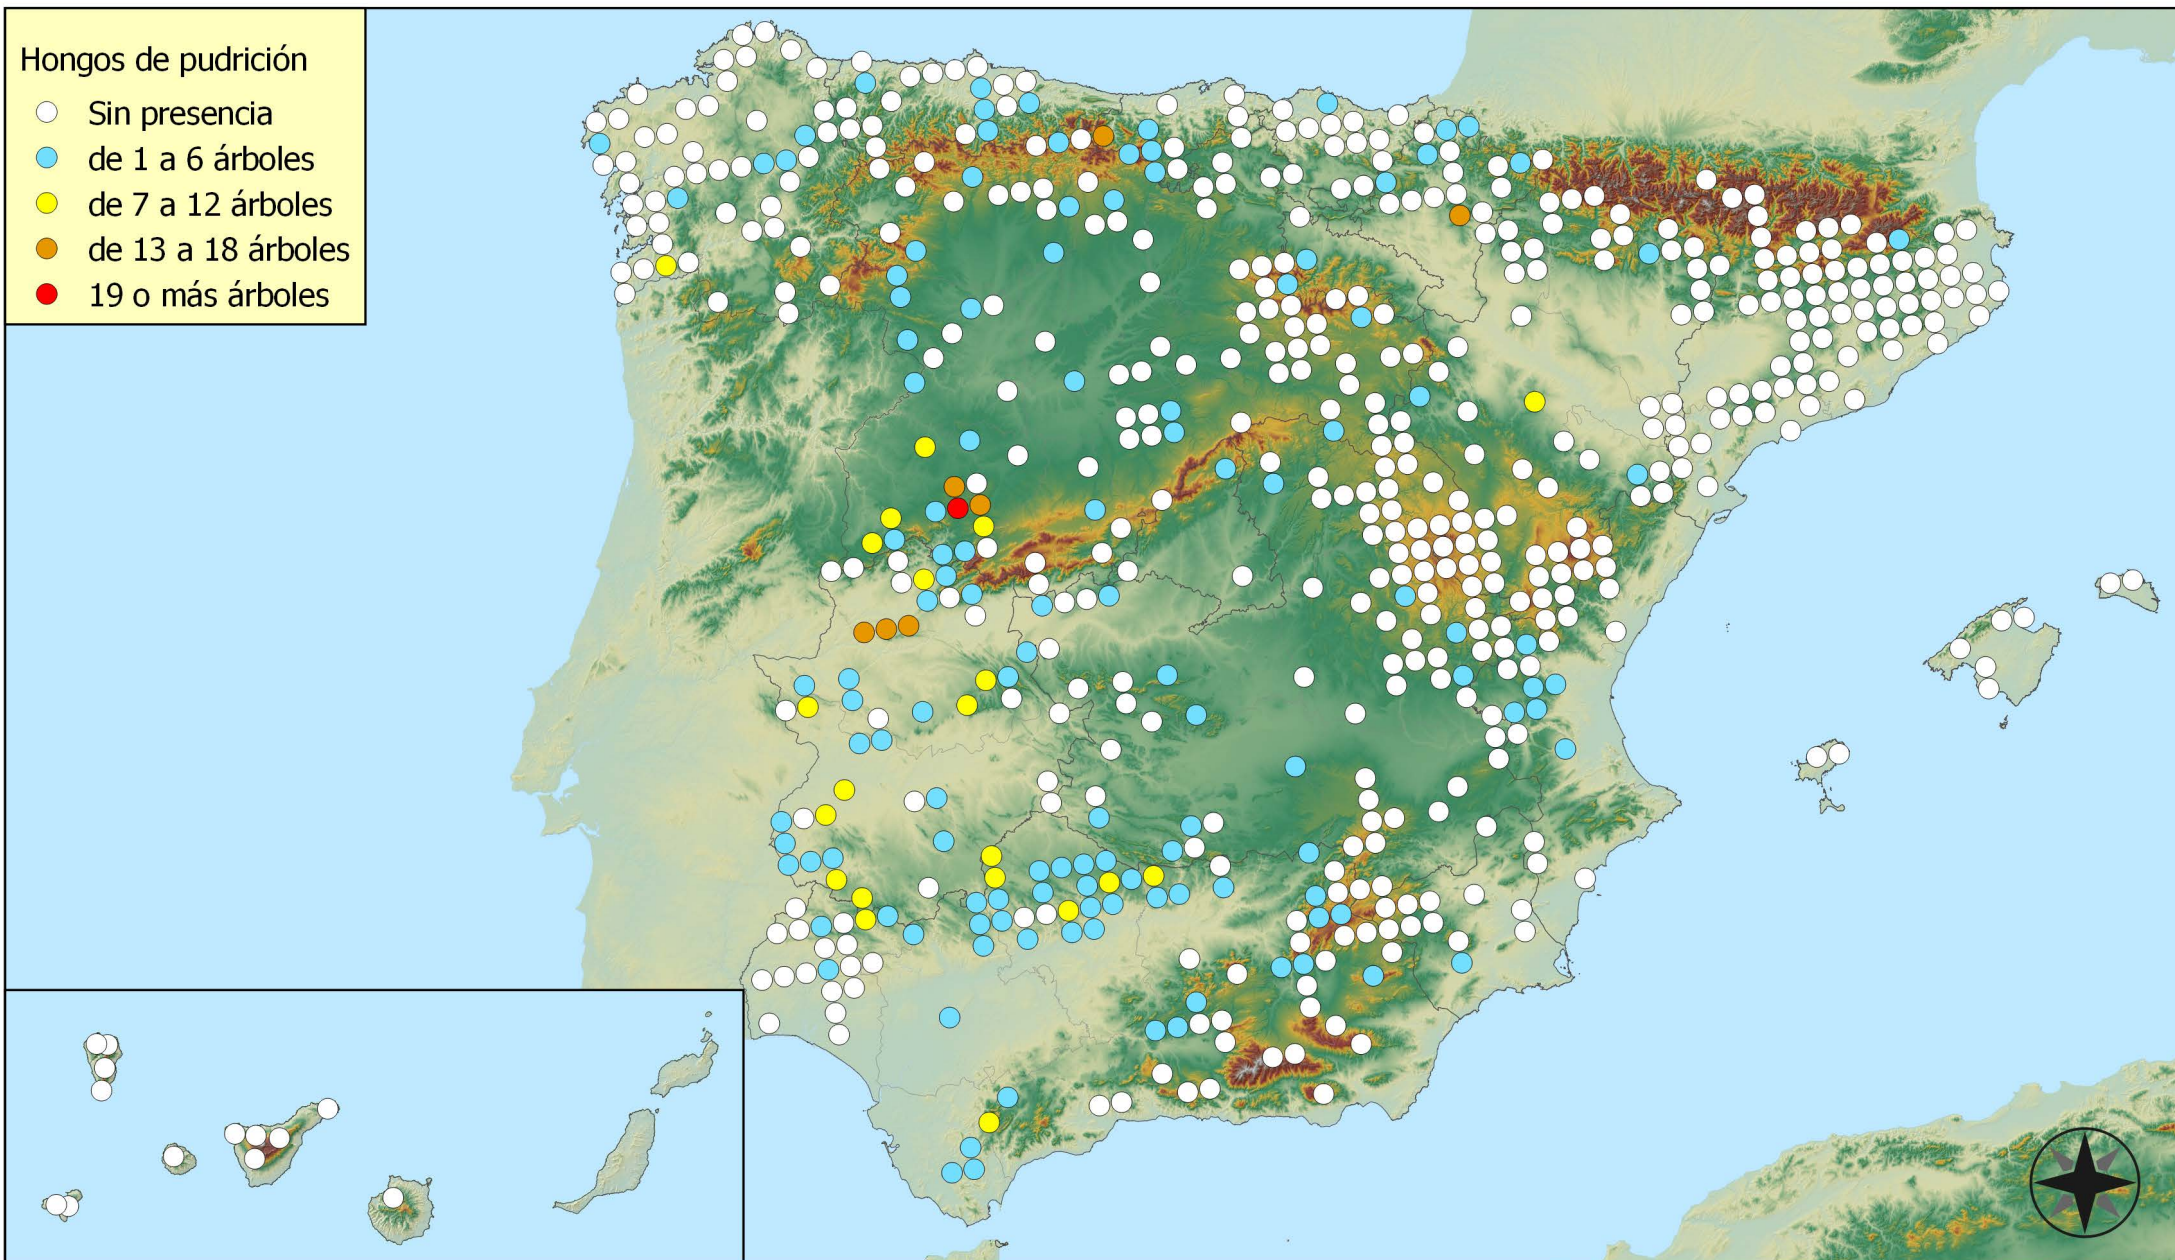 Hongos de pudrición
Sin presencia
de 1 a 6 árboles
de 7 a 12 árboles
de 13 a 18 árboles
19 o más árboles